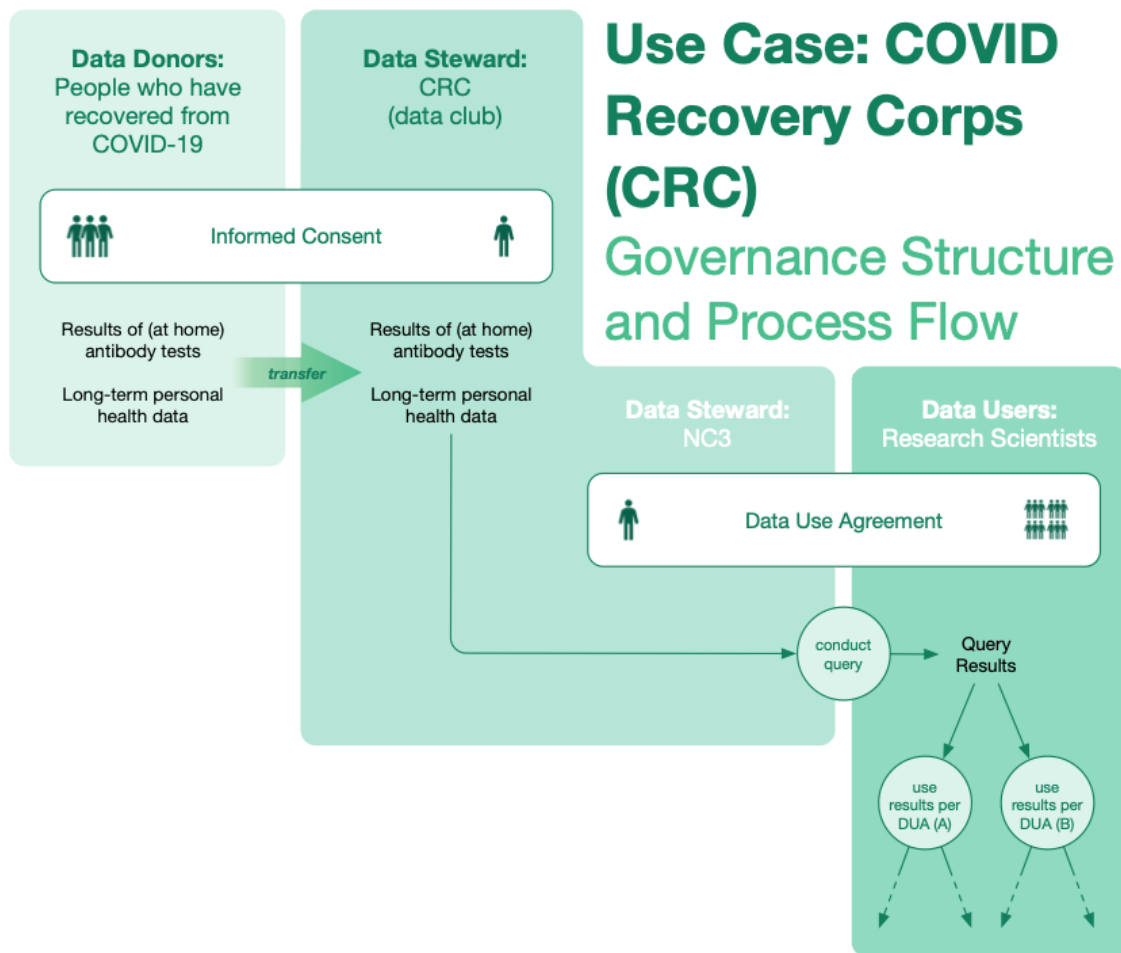 Use Case: COVID
Recovery Corps
(CRC)
Governance Structure
and Process Flow
Data Donors:
People who have
recovered from
COVID-19
Data Steward:
CRC
(data club)
Informed Consent
Results of (at home)
antibody tests
Long-term personal
health data
transfer
Results of (at home)
antibody tests
Long-term personal
health data
Data Steward:
NC3
Data Users:
Research Scientists
Data Use Agreement
conduct
query
Query
Results
use
results per
DUA (A)
use
results per
DUA (B)